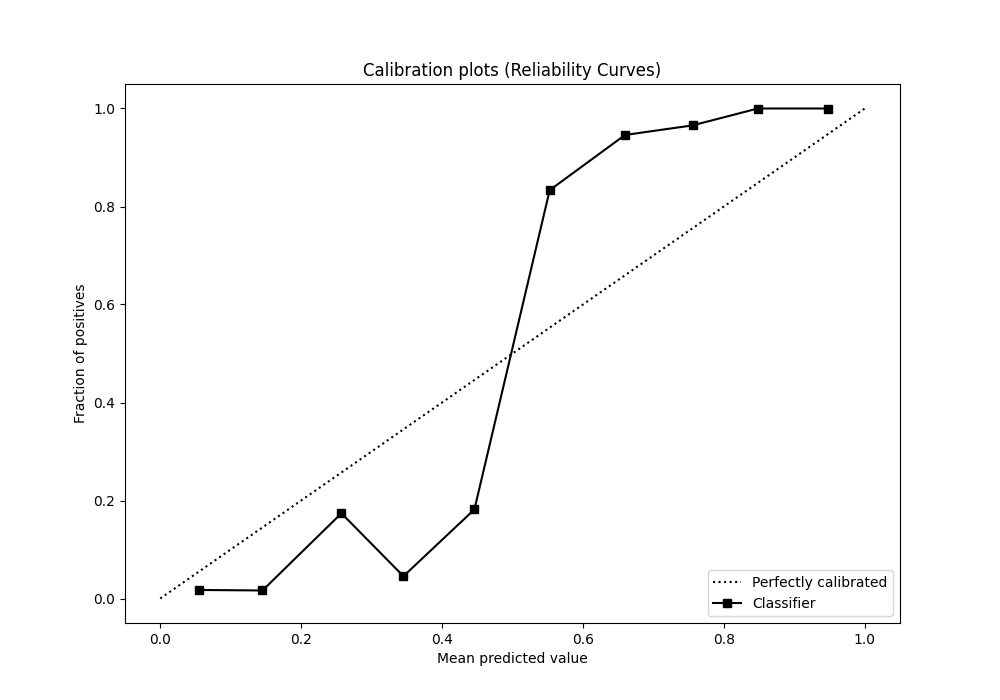 Calibration plots (Reliability Curves)
1.0
0.8
0.6
0.4
0.2
0.0
Fraction of positives
0.0 0.2 0.4 0.6 0.8 1.0
Mean predicted value
Perfectly calibrated
Classifier